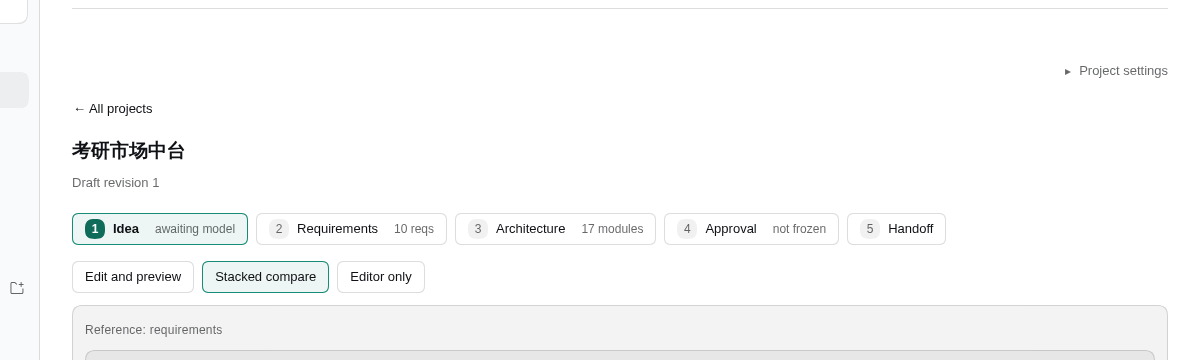 ▸ Project settings
← All projects
考研市场中台
Draft revision 1
1 Idea awaiting model 2 Requirements 10 reqs 3 Architecture 17 modules 4 Approval not frozen 5 Handoff
Edit and preview Stacked compare Editor only
Reference: requirements